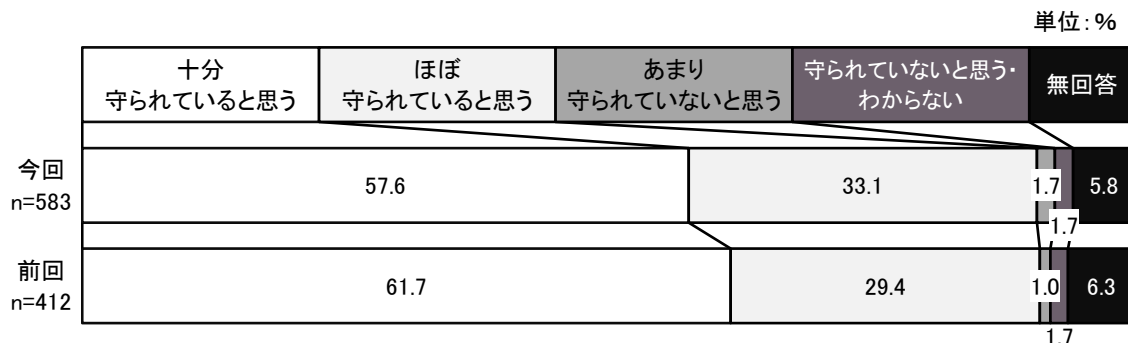 単位:%
十分
守られていると思う
ほぼ
守られていると思う
あまり
守られていないと思う
守られていないと思う・
わからない
無回答
今回
n=583
57.6
33.1
1.7
1.7
5.8
前回
n=412
61.7
29.4
1.0
1.7
6.3